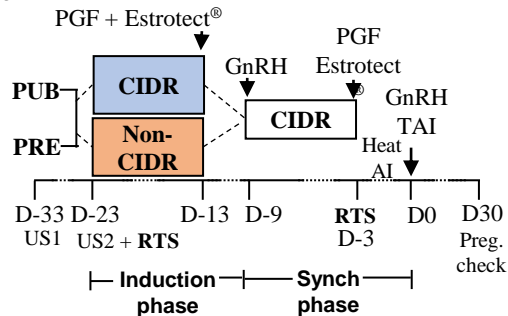 PGF + Estrotect®
PGF
Estrotect
®
GnRH
GnRH
TAI
PUB
PRE
CIDR
Non-
CIDR
CIDR
Heat
AI
D-33
US1
D-23
US2 + RTS
D-13
D-9
RTS
D-3
D0
D30
Preg.
check
Induction
phase
Synch
phase